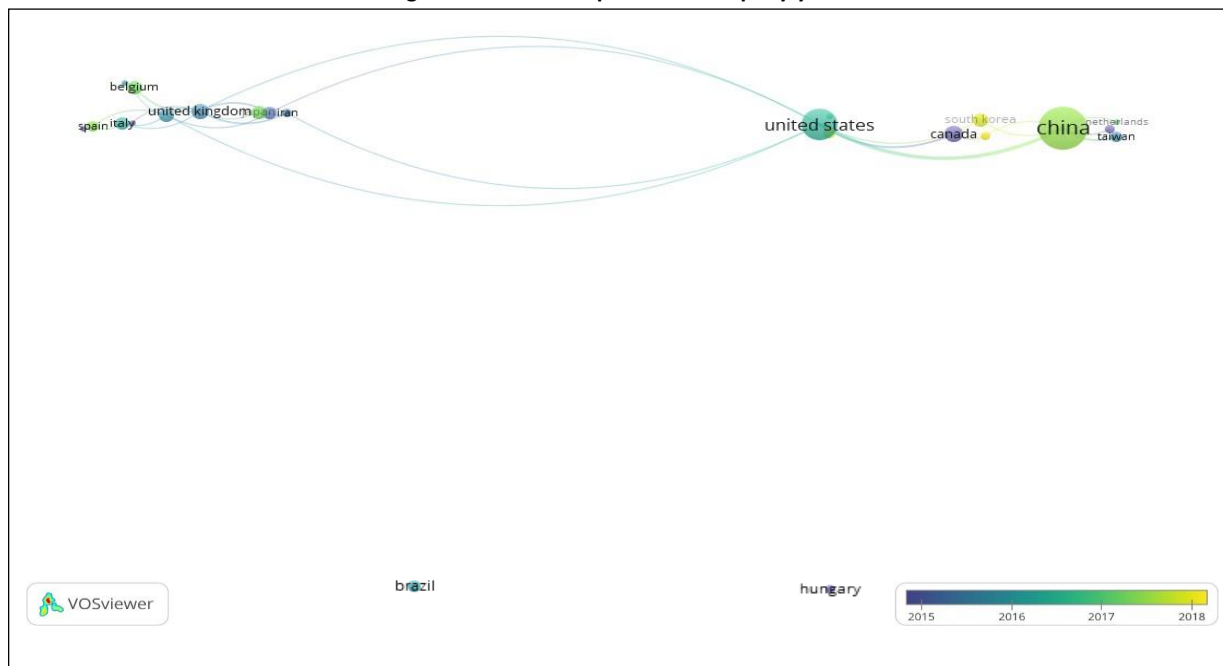 belgium
united kingdom
japan
iran
spain
italy
united states
south korea
canada
china
netherlands
taiwan
brazil
hungary
VOSviewer
2015
2016
2017
2018